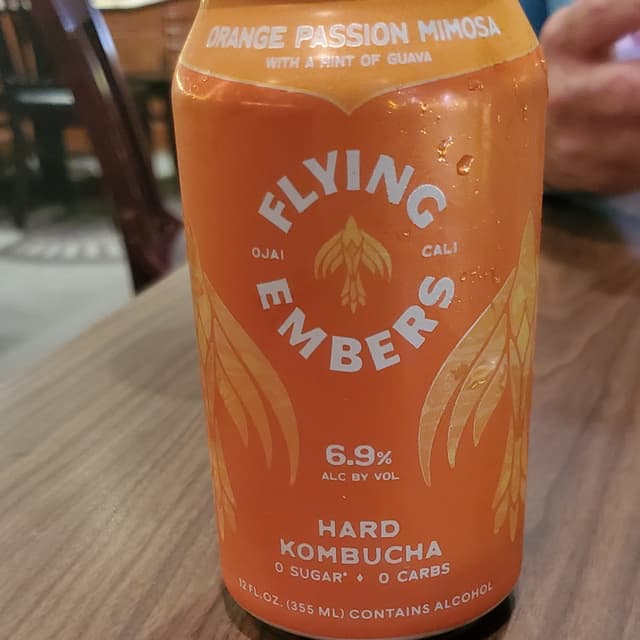 ORANGE PASSION MIMOSA
WITH A HINT OF GUAVA
FLYING
OJAI CALI
EMBERS
6.9%
ALC BY VOL
HARD
KOMBUCHA
0 SUGAR* ♦ 0 CARBS
12 FL.OZ. (355 ML) CONTAINS ALCOHOL